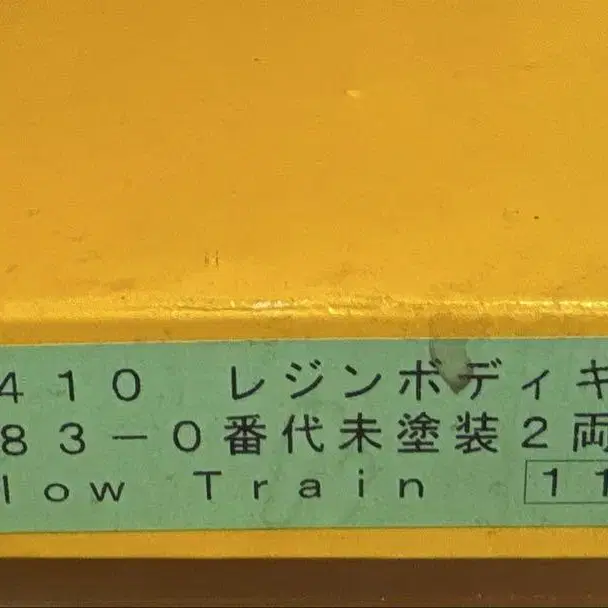 410 レジンボディキ
83-0番代未塗装2両
low Train 11